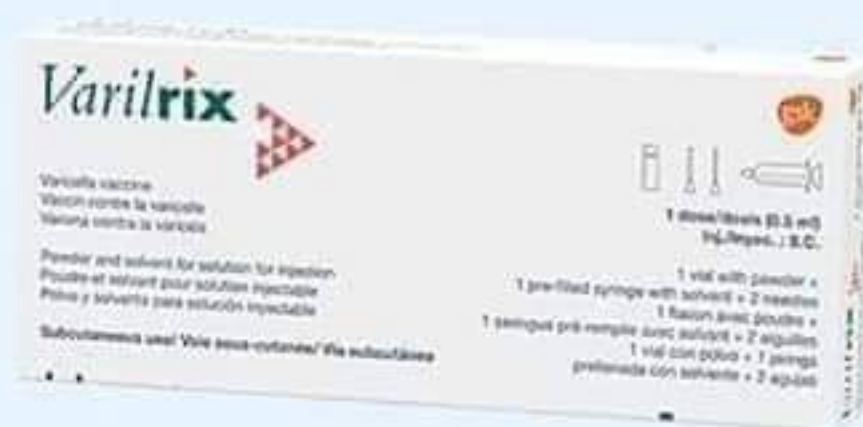 Varilrix
gsk
Varicella vaccine
Vaccin contre la varicelle
Vacuna contra la varicela
Powder and solvent for solution for injection
Poudre et solvant pour solution injectable
Polvo y solvente para solución inyectable
Subcutaneous use/ Voie sous-cutanée/ Vía subcutánea
1 dose/dosis (0.5 ml)
Inj./Inyec. : S.C.
1 vial with powder +
1 pre-filled syringe with solvent + 2 needles
1 flacon avec poudre +
1 seringue pré-remplie avec solvant + 2 aiguilles
1 vial con polvo + 1 jeringa
prellenada con solvente + 2 agujas